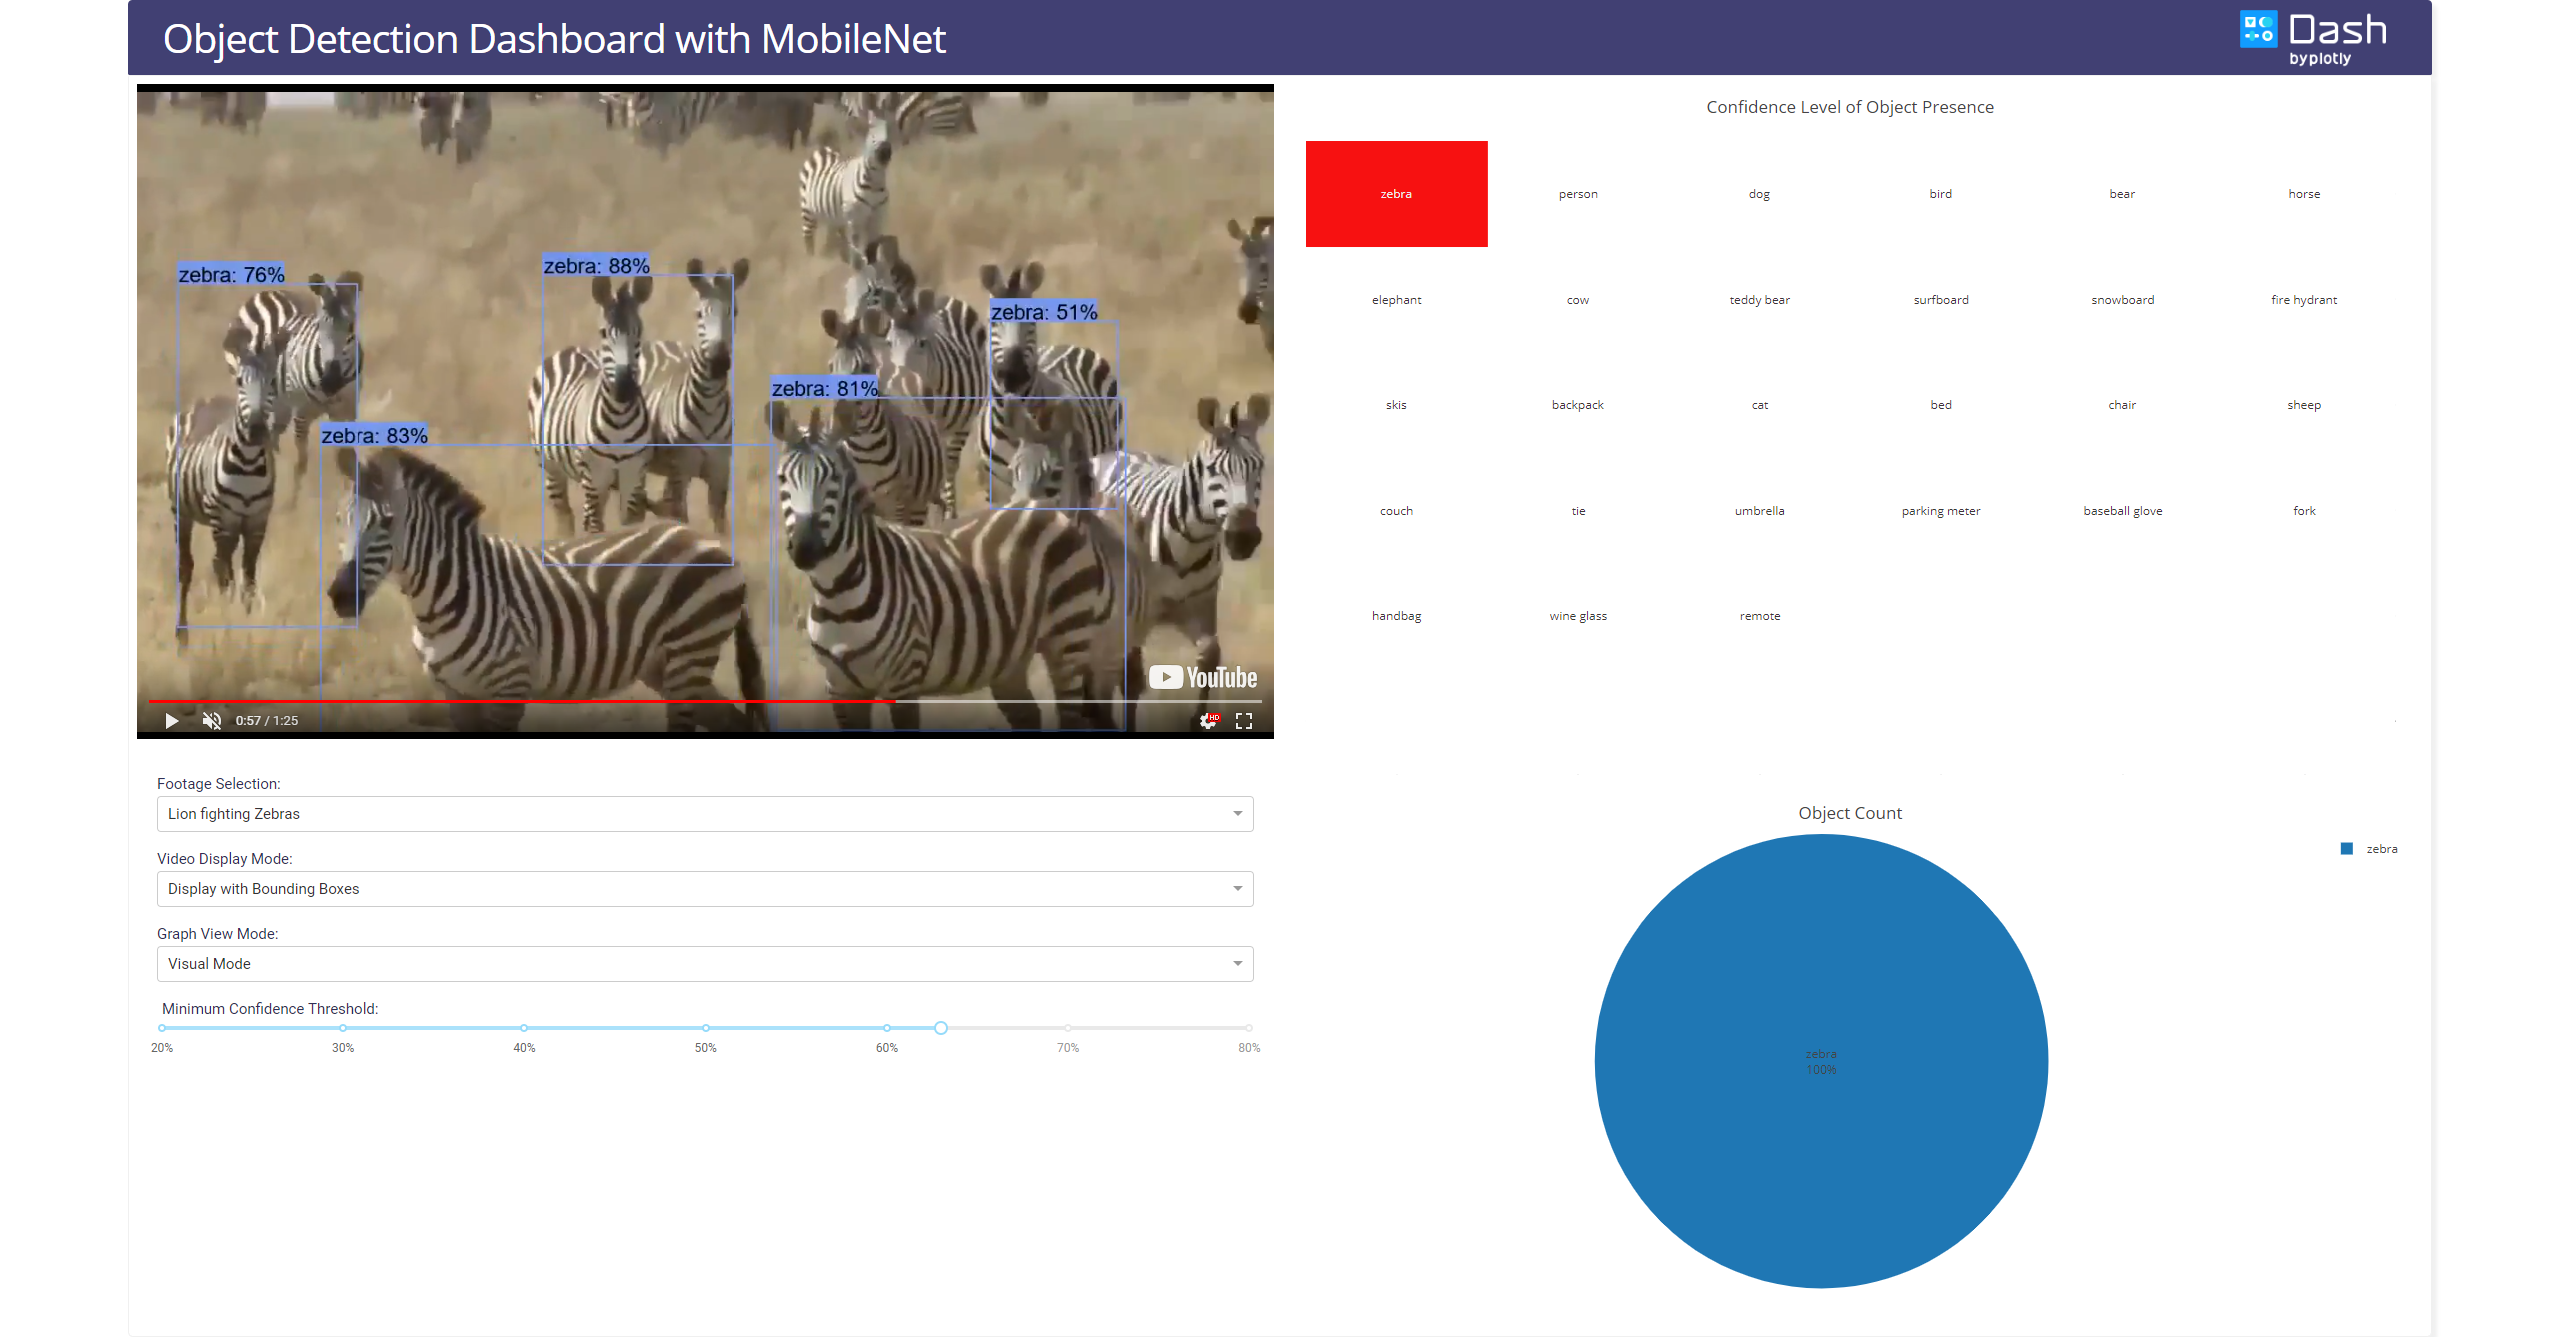 Object Detection Dashboard with MobileNet
Dash
byplotly
zebra: 76%
zebra: 88%
zebra: 51%
zebra: 81%
zebra: 83%
YouTube
0:57 / 1:25
HD
Confidence Level of Object Presence
zebra person dog bird bear horse
elephant cow teddy bear surfboard snowboard fire hydrant
skis backpack cat bed chair sheep
couch tie umbrella parking meter baseball glove fork
handbag wine glass remote
Footage Selection:
Lion fighting Zebras
Video Display Mode:
Display with Bounding Boxes
Graph View Mode:
Visual Mode
Minimum Confidence Threshold:
20% 30% 40% 50% 60% 70% 80%
Object Count
zebra
zebra
100%